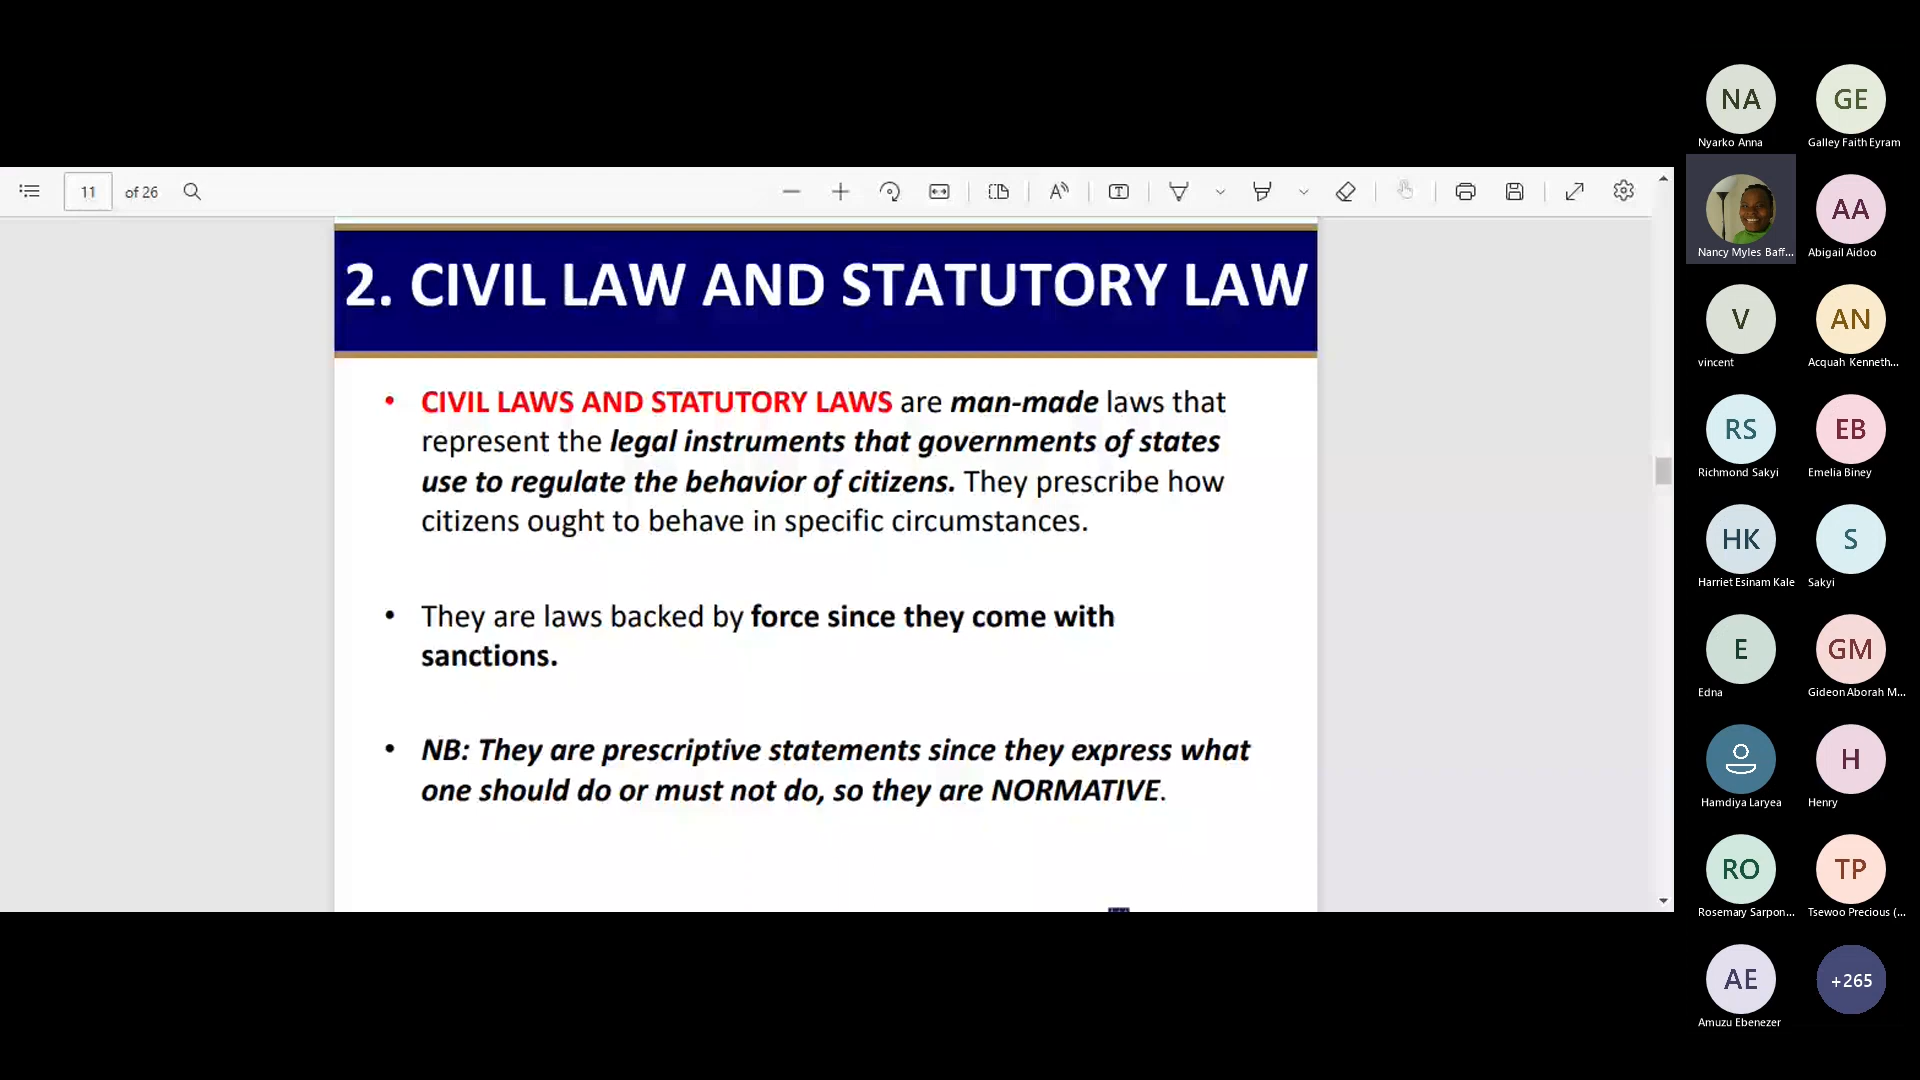 11 of 26
2. CIVIL LAW AND STATUTORY LAW
• CIVIL LAWS AND STATUTORY LAWS are man-made laws that
represent the legal instruments that governments of states
use to regulate the behavior of citizens. They prescribe how
citizens ought to behave in specific circumstances.
• They are laws backed by force since they come with
sanctions.
• NB: They are prescriptive statements since they express what
one should do or must not do, so they are NORMATIVE.
NA GE
Nyarko Anna Galley Faith Eyram
AA
Nancy Myles Baff... Abigail Aidoo
V AN
vincent Acquah Kenneth...
RS EB
Richmond Sakyi Emelia Biney
HK S
Harriet Esinam Kale Sakyi
E GM
Edna Gideon Aborah M...
H
Hamdiya Laryea Henry
RO TP
Rosemary Sarpon... Tsewoo Precious (...
AE +265
Amuzu Ebenezer